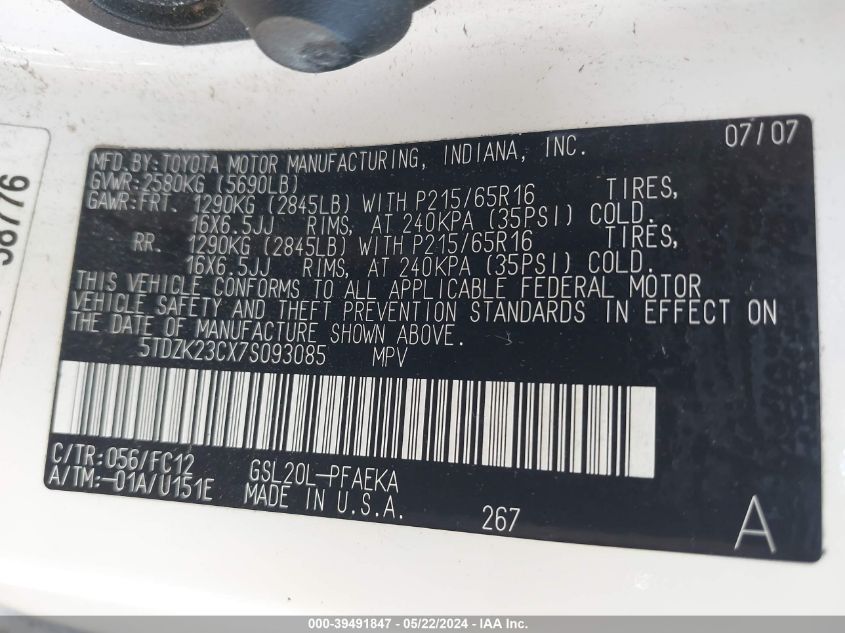 58776
07/07
MFD.BY:TOYOTA MOTOR MANUFACTURING, INDIANA, INC.
GVWR:2580KG (5690LB)
GAWR:FRT. 1290KG (2845LB) WITH P215/65R16 TIRES,
16X6.5JJ RIMS, AT 240KPA (35PSI) COLD.
RR. 1290KG (2845LB) WITH P215/65R16 TIRES,
16X6.5JJ RIMS, AT 240KPA (35PSI) COLD.
THIS VEHICLE CONFORMS TO ALL APPLICABLE FEDERAL MOTOR
VEHICLE SAFETY AND THEFT PREVENTION STANDARDS IN EFFECT ON
THE DATE OF MANUFACTURE SHOWN ABOVE.
5TDZK23CX7S093085 MPV
C/TR:056/FC12 GSL20L-PFAEKA
A/TM:-01A/U151E MADE IN U.S.A. 267 A
000-39491847 - 05/22/2024 - IAA Inc.